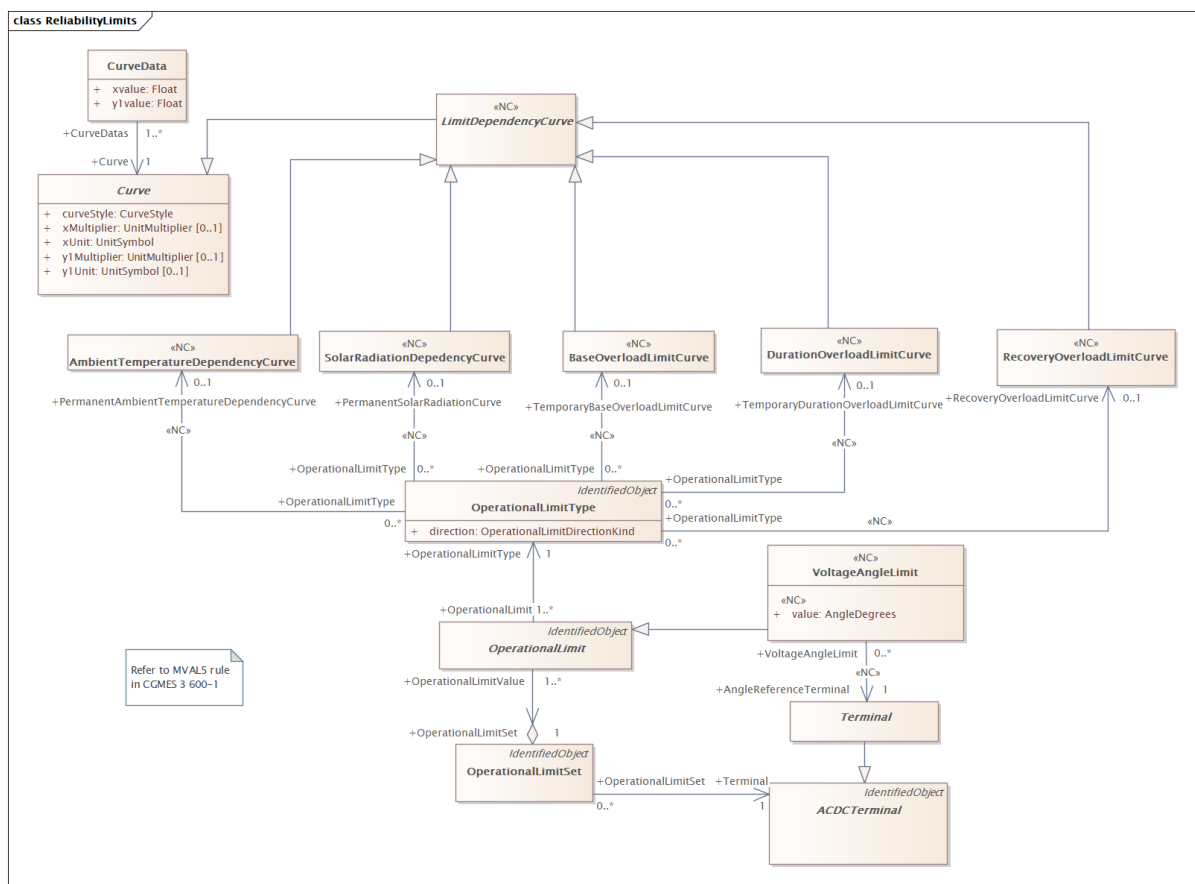 class ReliabilityLimits
CurveData
+ xvalue: Float
+ y1value: Float
+CurveDatas 1..*
+Curve 1
Curve
+ curveStyle: CurveStyle
+ xMultiplier: UnitMultiplier [0..1]
+ xUnit: UnitSymbol
+ y1Multiplier: UnitMultiplier [0..1]
+ y1Unit: UnitSymbol [0..1]
«NC»
LimitDependencyCurve
«NC»
AmbientTemperatureDependencyCurve
«NC»
SolarRadiationDepedencyCurve
«NC»
BaseOverloadLimitCurve
«NC»
DurationOverloadLimitCurve
«NC»
RecoveryOverloadLimitCurve
0..1
+PermanentAmbientTemperatureDependencyCurve
«NC»
0..1
+PermanentSolarRadiationCurve
«NC»
0..1
+TemporaryBaseOverloadLimitCurve
«NC»
0..1
+TemporaryDurationOverloadLimitCurve
«NC»
+RecoveryOverloadLimitCurve 0..1
«NC»
+OperationalLimitType 0..*
+OperationalLimitType 0..*
+OperationalLimitType
0..*
+OperationalLimitType
0..*
+OperationalLimitType
0..*
IdentifiedObject
OperationalLimitType
+ direction: OperationalLimitDirectionKind
+OperationalLimitType 1
+OperationalLimit 1..*
IdentifiedObject
OperationalLimit
+OperationalLimitValue 1..*
+OperationalLimitSet 1
IdentifiedObject
OperationalLimitSet
+OperationalLimitSet
0..*
+Terminal
1
«NC»
VoltageAngleLimit
«NC»
+ value: AngleDegrees
+VoltageAngleLimit 0..*
«NC»
+AngleReferenceTerminal 1
Terminal
IdentifiedObject
ACDCTerminal
Refer to MVAL5 rule
in CGMES 3 600-1